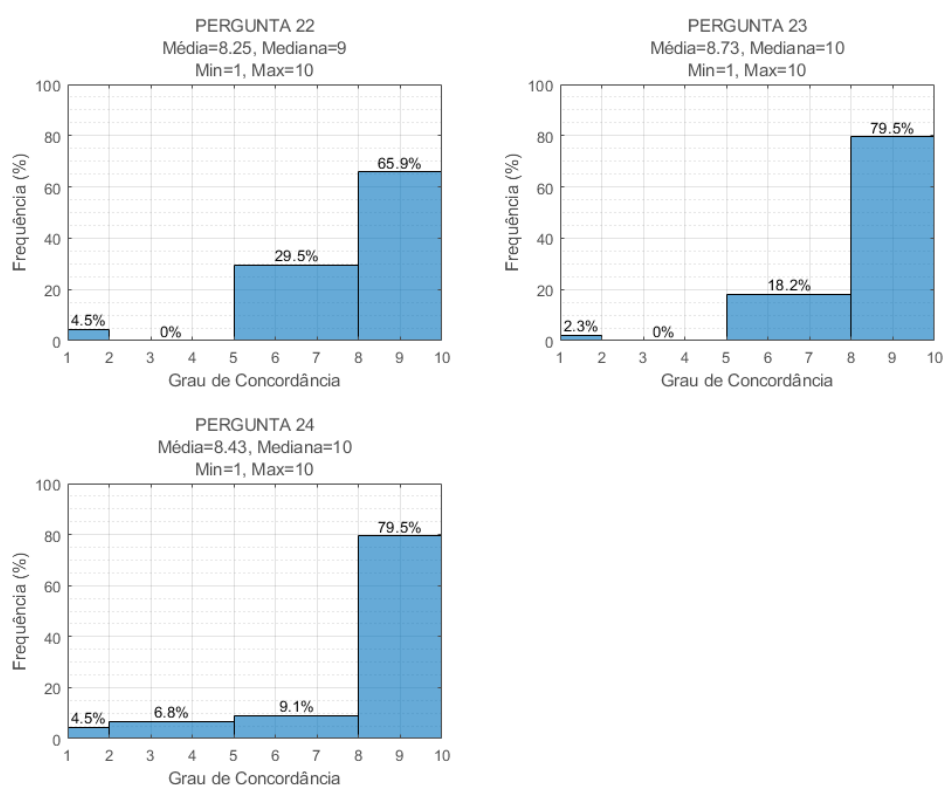 PERGUNTA 22
Média=8.25, Mediana=9
Min=1, Max=10
100
80
60
40
20
0
Frequência (%)
4.5%
0%
29.5%
65.9%
1 2 3 4 5 6 7 8 9 10
Grau de Concordância
PERGUNTA 23
Média=8.73, Mediana=10
Min=1, Max=10
100
80
60
40
20
0
Frequência (%)
2.3%
0%
18.2%
79.5%
1 2 3 4 5 6 7 8 9 10
Grau de Concordância
PERGUNTA 24
Média=8.43, Mediana=10
Min=1, Max=10
100
80
60
40
20
0
Frequência (%)
4.5%
6.8%
9.1%
79.5%
1 2 3 4 5 6 7 8 9 10
Grau de Concordância